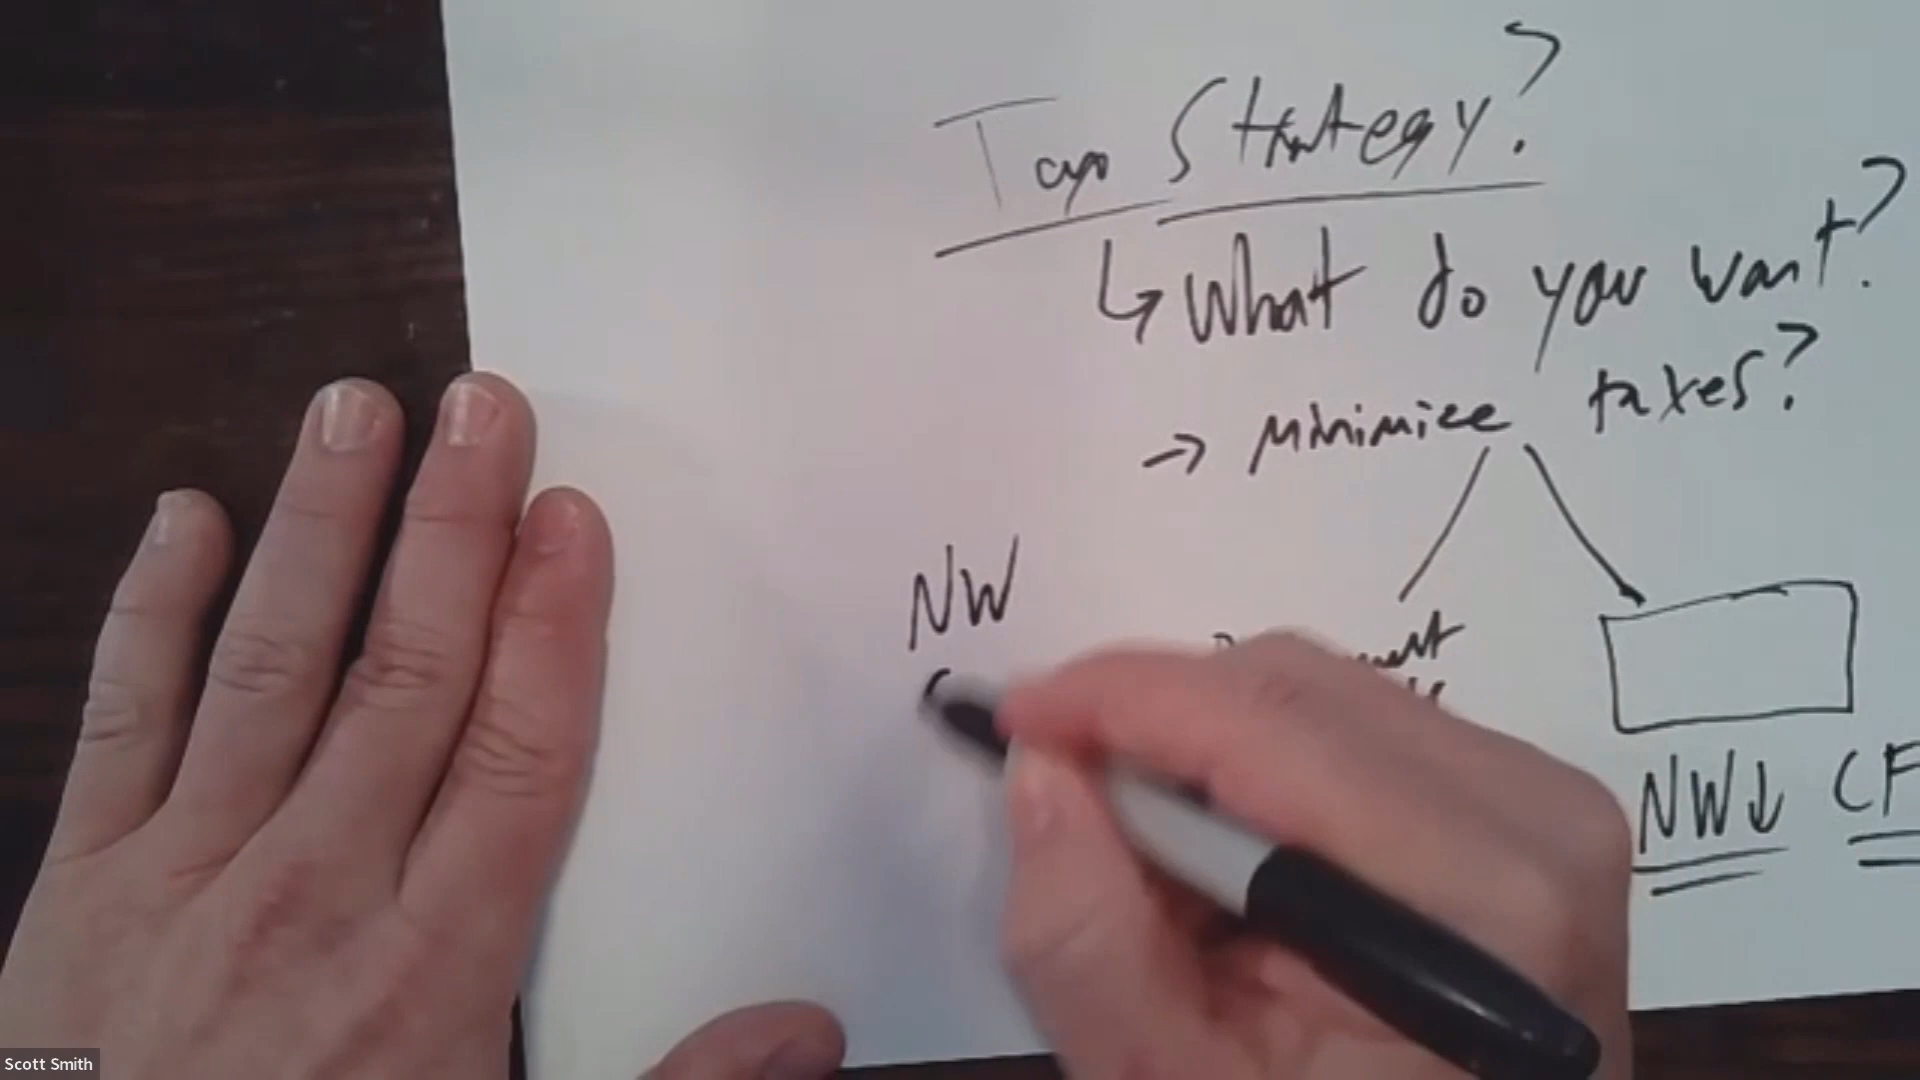 Tax Strategy?
↳ What do you want?
→ minimize taxes?
NW
NW↓ CF
Scott Smith